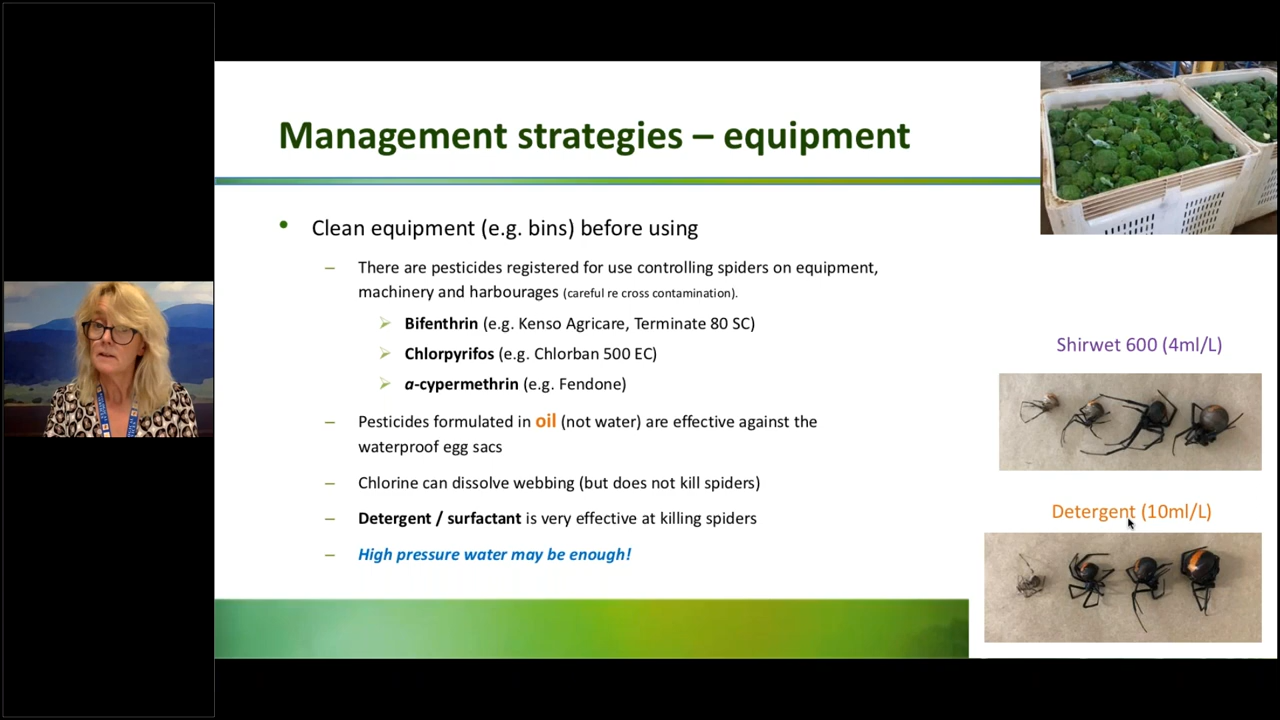 Management strategies – equipment
• Clean equipment (e.g. bins) before using
– There are pesticides registered for use controlling spiders on equipment,
machinery and harbourages (careful re cross contamination).
➢ Bifenthrin (e.g. Kenso Agricare, Terminate 80 SC)
➢ Chlorpyrifos (e.g. Chlorban 500 EC)
➢ a-cypermethrin (e.g. Fendone)
– Pesticides formulated in oil (not water) are effective against the
waterproof egg sacs
– Chlorine can dissolve webbing (but does not kill spiders)
– Detergent / surfactant is very effective at killing spiders
– High pressure water may be enough!
Shirwet 600 (4ml/L)
Detergent (10ml/L)